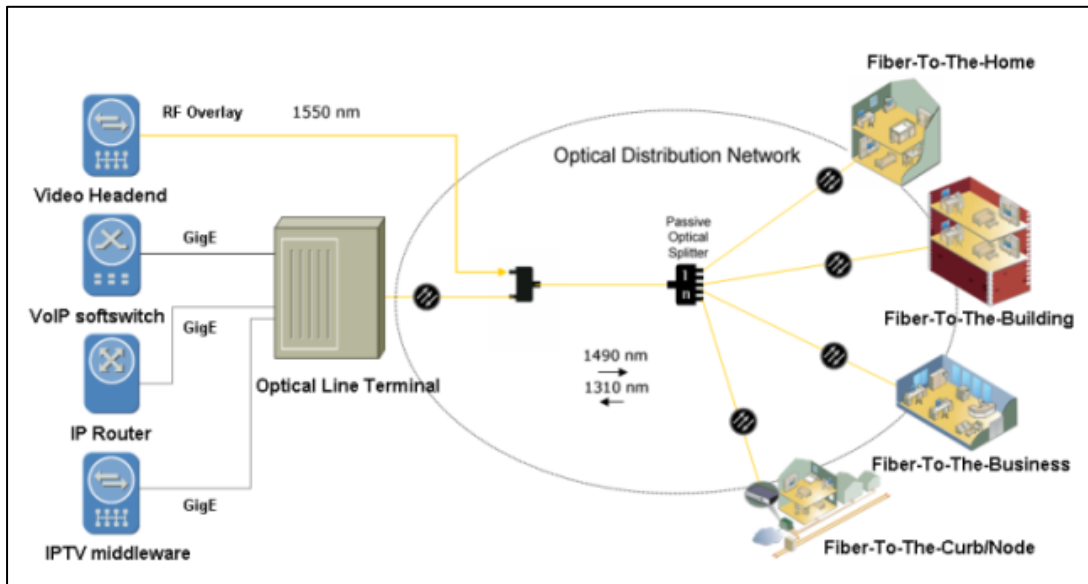 Fiber-To-The-Home
RF Overlay
1550 nm
Optical Distribution Network
Video Headend
Passive
Optical
Splitter
GigE
1
n
VoIP softswitch
GigE
Fiber-To-The-Building
1490 nm
1310 nm
Optical Line Terminal
IP Router
Fiber-To-The-Business
GigE
IPTV middleware
Fiber-To-The-Curb/Node